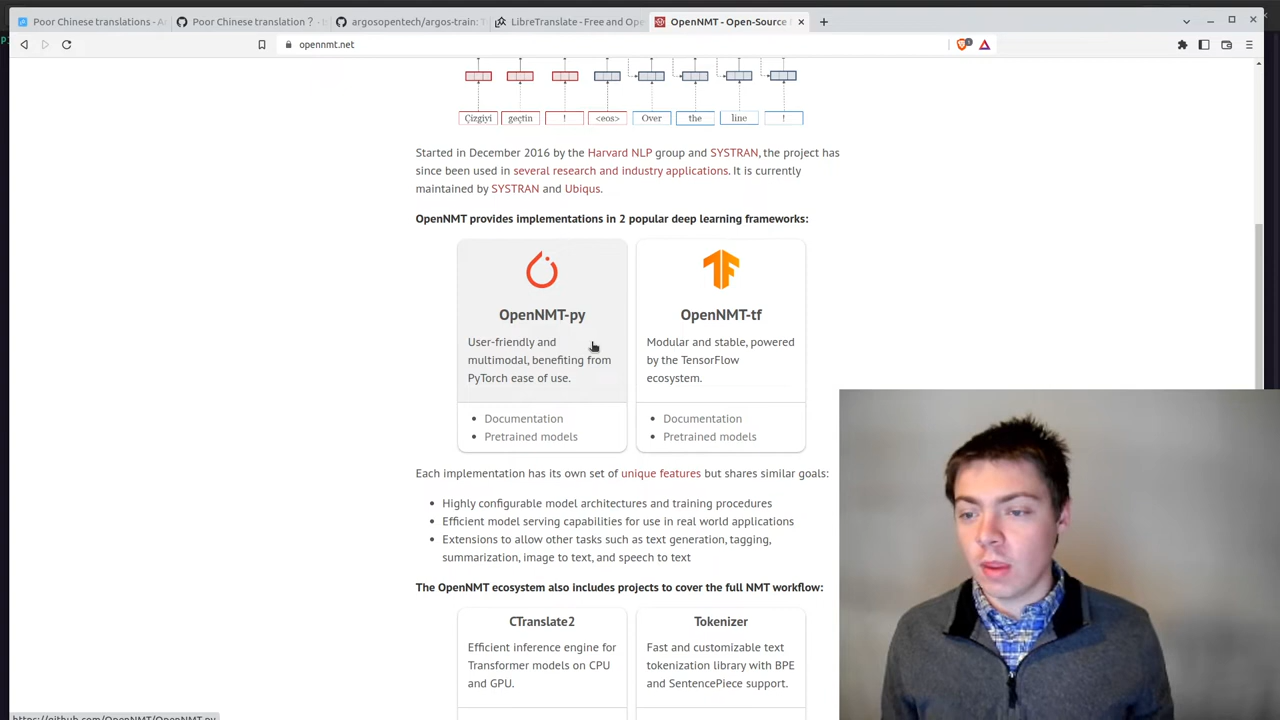 Poor Chinese translations - Ar
Poor Chinese translation ?
argosopentech/argos-train: T
LibreTranslate - Free and Ope
OpenNMT - Open-Source
opennmt.net
Çizgiyi geçtin ! <eos> Over the line !
Started in December 2016 by the Harvard NLP group and SYSTRAN, the project has
since been used in several research and industry applications. It is currently
maintained by SYSTRAN and Ubiqus.
OpenNMT provides implementations in 2 popular deep learning frameworks:
OpenNMT-py
User-friendly and
multimodal, benefiting from
PyTorch ease of use.
Documentation
Pretrained models
OpenNMT-tf
Modular and stable, powered
by the TensorFlow
ecosystem.
Documentation
Pretrained models
Each implementation has its own set of unique features but shares similar goals:
Highly configurable model architectures and training procedures
Efficient model serving capabilities for use in real world applications
Extensions to allow other tasks such as text generation, tagging,
summarization, image to text, and speech to text
The OpenNMT ecosystem also includes projects to cover the full NMT workflow:
CTranslate2
Efficient inference engine for
Transformer models on CPU
and GPU.
Tokenizer
Fast and customizable text
tokenization library with BPE
and SentencePiece support.
https://github.com/OpenNMT/OpenNMT-py